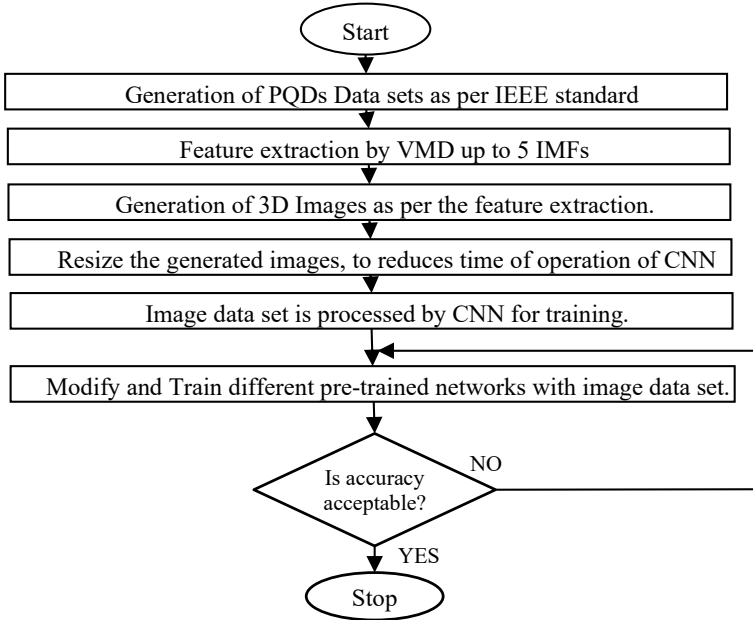 Start
Generation of PQDs Data sets as per IEEE standard
Feature extraction by VMD up to 5 IMFs
Generation of 3D Images as per the feature extraction.
Resize the generated images, to reduces time of operation of CNN
Image data set is processed by CNN for training.
Modify and Train different pre-trained networks with image data set.
Is accuracy
acceptable?
NO
YES
Stop